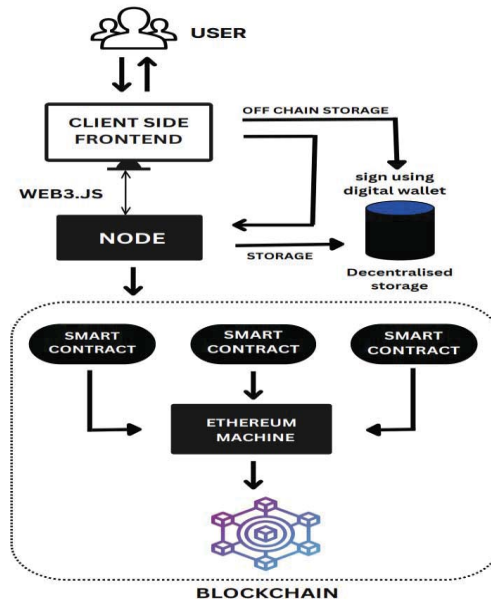 USER
CLIENT SIDE
FRONTEND
OFF CHAIN STORAGE
sign using
digital wallet
WEB3.JS
NODE
STORAGE
Decentralised
storage
SMART
CONTRACT
SMART
CONTRACT
SMART
CONTRACT
ETHEREUM
MACHINE
BLOCKCHAIN